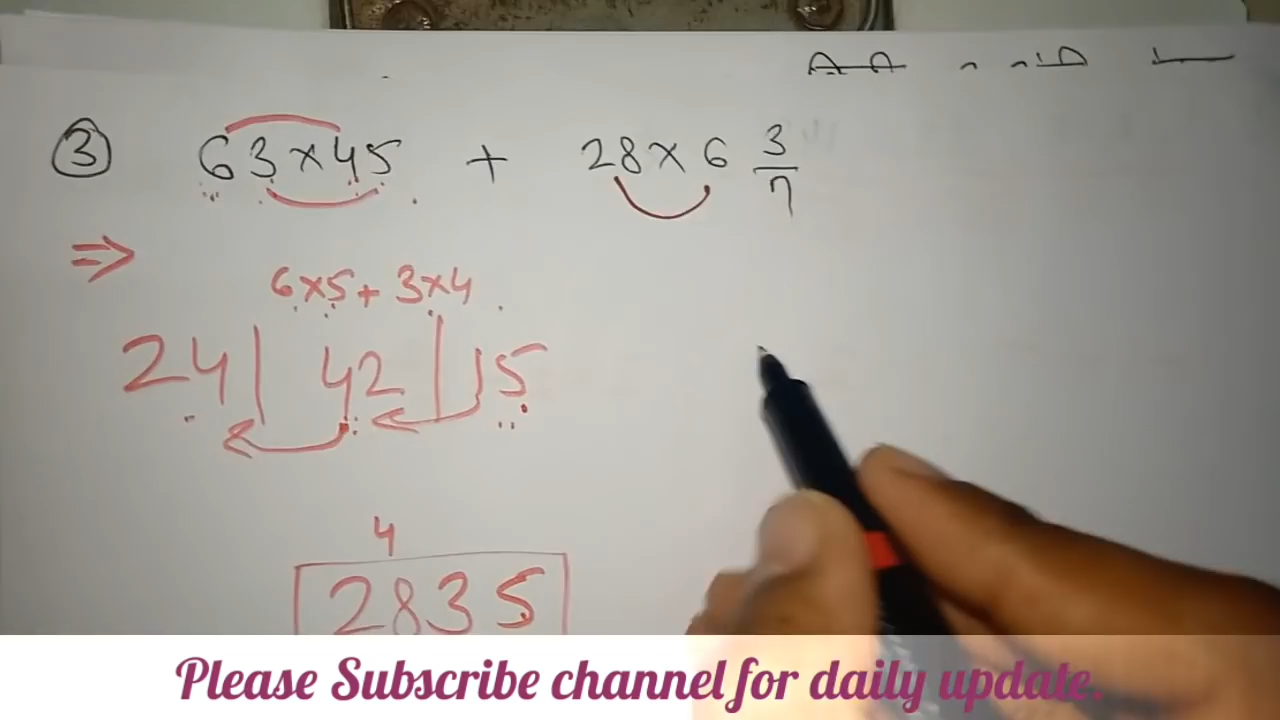 ③ 63×45 + 28×6 3/7
⇒
6×5+ 3×4
24| 42 |15
4
2835
Please Subscribe channel for daily update.